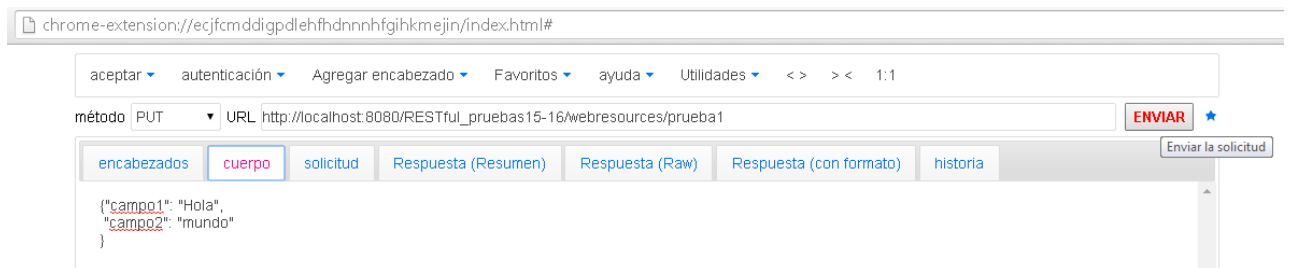 chrome-extension://ecjfcmddigpdlehfhdnnnhfgihkmejin/index.html#
aceptar autenticación Agregar encabezado Favoritos ayuda Utilidades < > > < 1:1
método PUT URL http://localhost:8080/RESTful_pruebas15-16/webresources/prueba1 ENVIAR
encabezados cuerpo solicitud Respuesta (Resumen) Respuesta (Raw) Respuesta (con formato) historia
Enviar la solicitud
{"campo1": "Hola",
"campo2": "mundo"
}